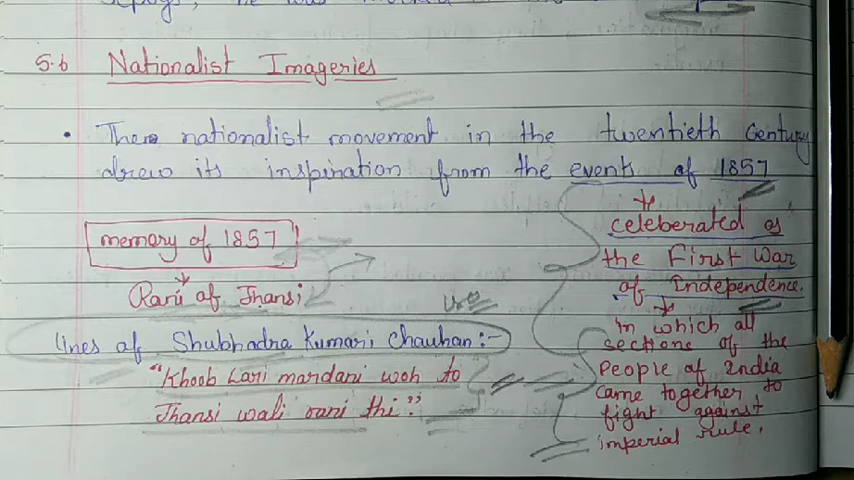 5.6 Nationalist Imageries
• The nationalist movement in the twentieth Century
drew its inspiration from the events of 1857
celeberated as
the First War
of Independence.
in which all
sections of the
people of India
came together to
fight against
imperial rule.
memory of 1857
Rani of Jhansi
lines of Shubhadra Kumari Chauhan:-
"Khoob Lari mardani woh to
Jhansi wali rani thi."